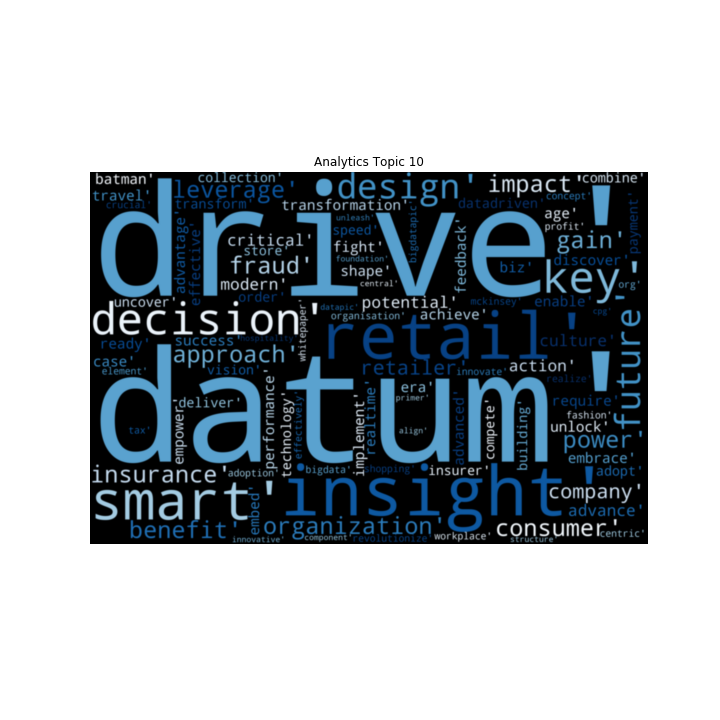 Analytics Topic 10
batman'
collection'
leverage'
design'
impact'
combine'
travel'
crucial'
transform'
transformation'
datadriven'
concept'
drive'
unleash'
age'
profit'
payment'
advantage'
effective'
critical'
store'
speed'
fight'
bigdatapic'
feedback'
gain'
fraud'
foundation'
shape'
biz'
discover'
modern'
central'
key'
org'
uncover'
order'
potential'
mckinsey'
enable'
decision'
whitepaper'
datapic'
organisation'
achieve'
cpg'
future'
ready'
success'
hospitality'
retail'
culture'
case'
approach'
element'
vision'
retailer'
innovate'
action'
realize'
datum'
era'
primer'
deliver'
require'
fashion'
tax'
empower'
performance'
technology'
effectively'
implement'
realtime'
align'
advanced'
compete'
building'
unlock'
power'
embrace'
insurance'
adoption'
bigdata'
shopping'
insurer'
adopt'
smart'
insight'
company'
embed'
advance'
benefit'
organization'
consumer'
centric'
innovative'
component'
revolutionize'
workplace'
structure'